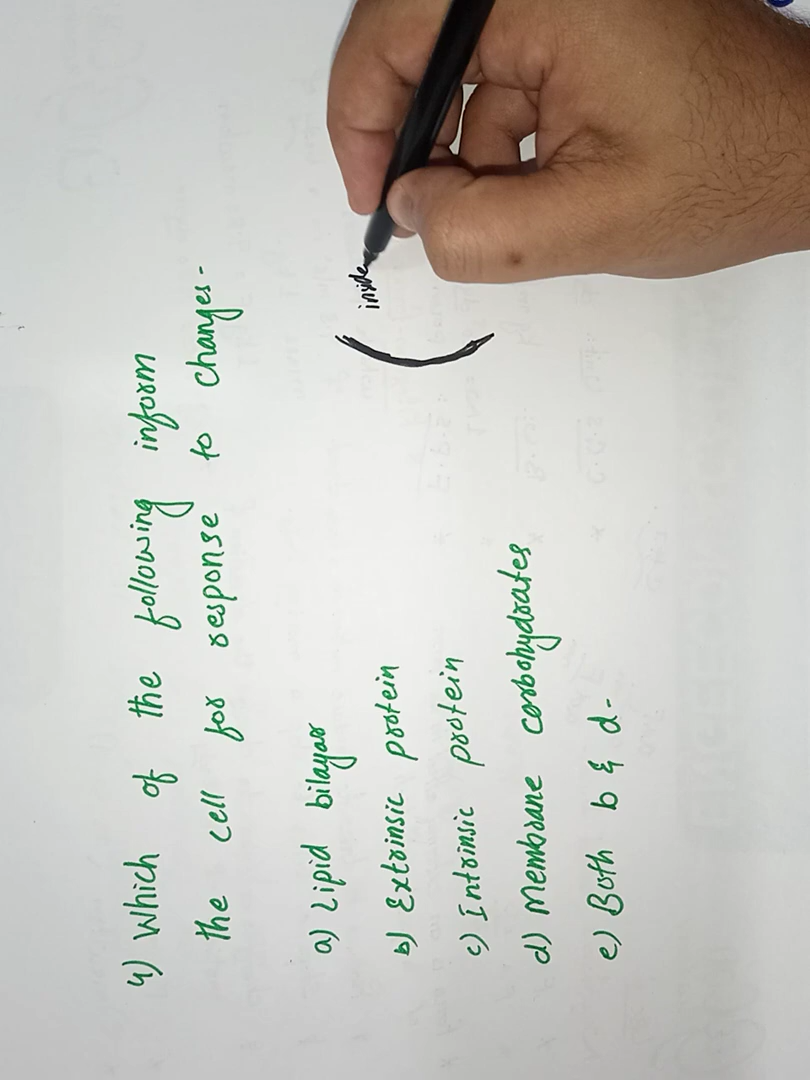 4) Which of the following inform
the cell for response to changes-
a) Lipid bilayar
b) Extrinsic protein
c) Intrinsic protein
d) Membrane carbohydrates
e) Both b & d-
inside